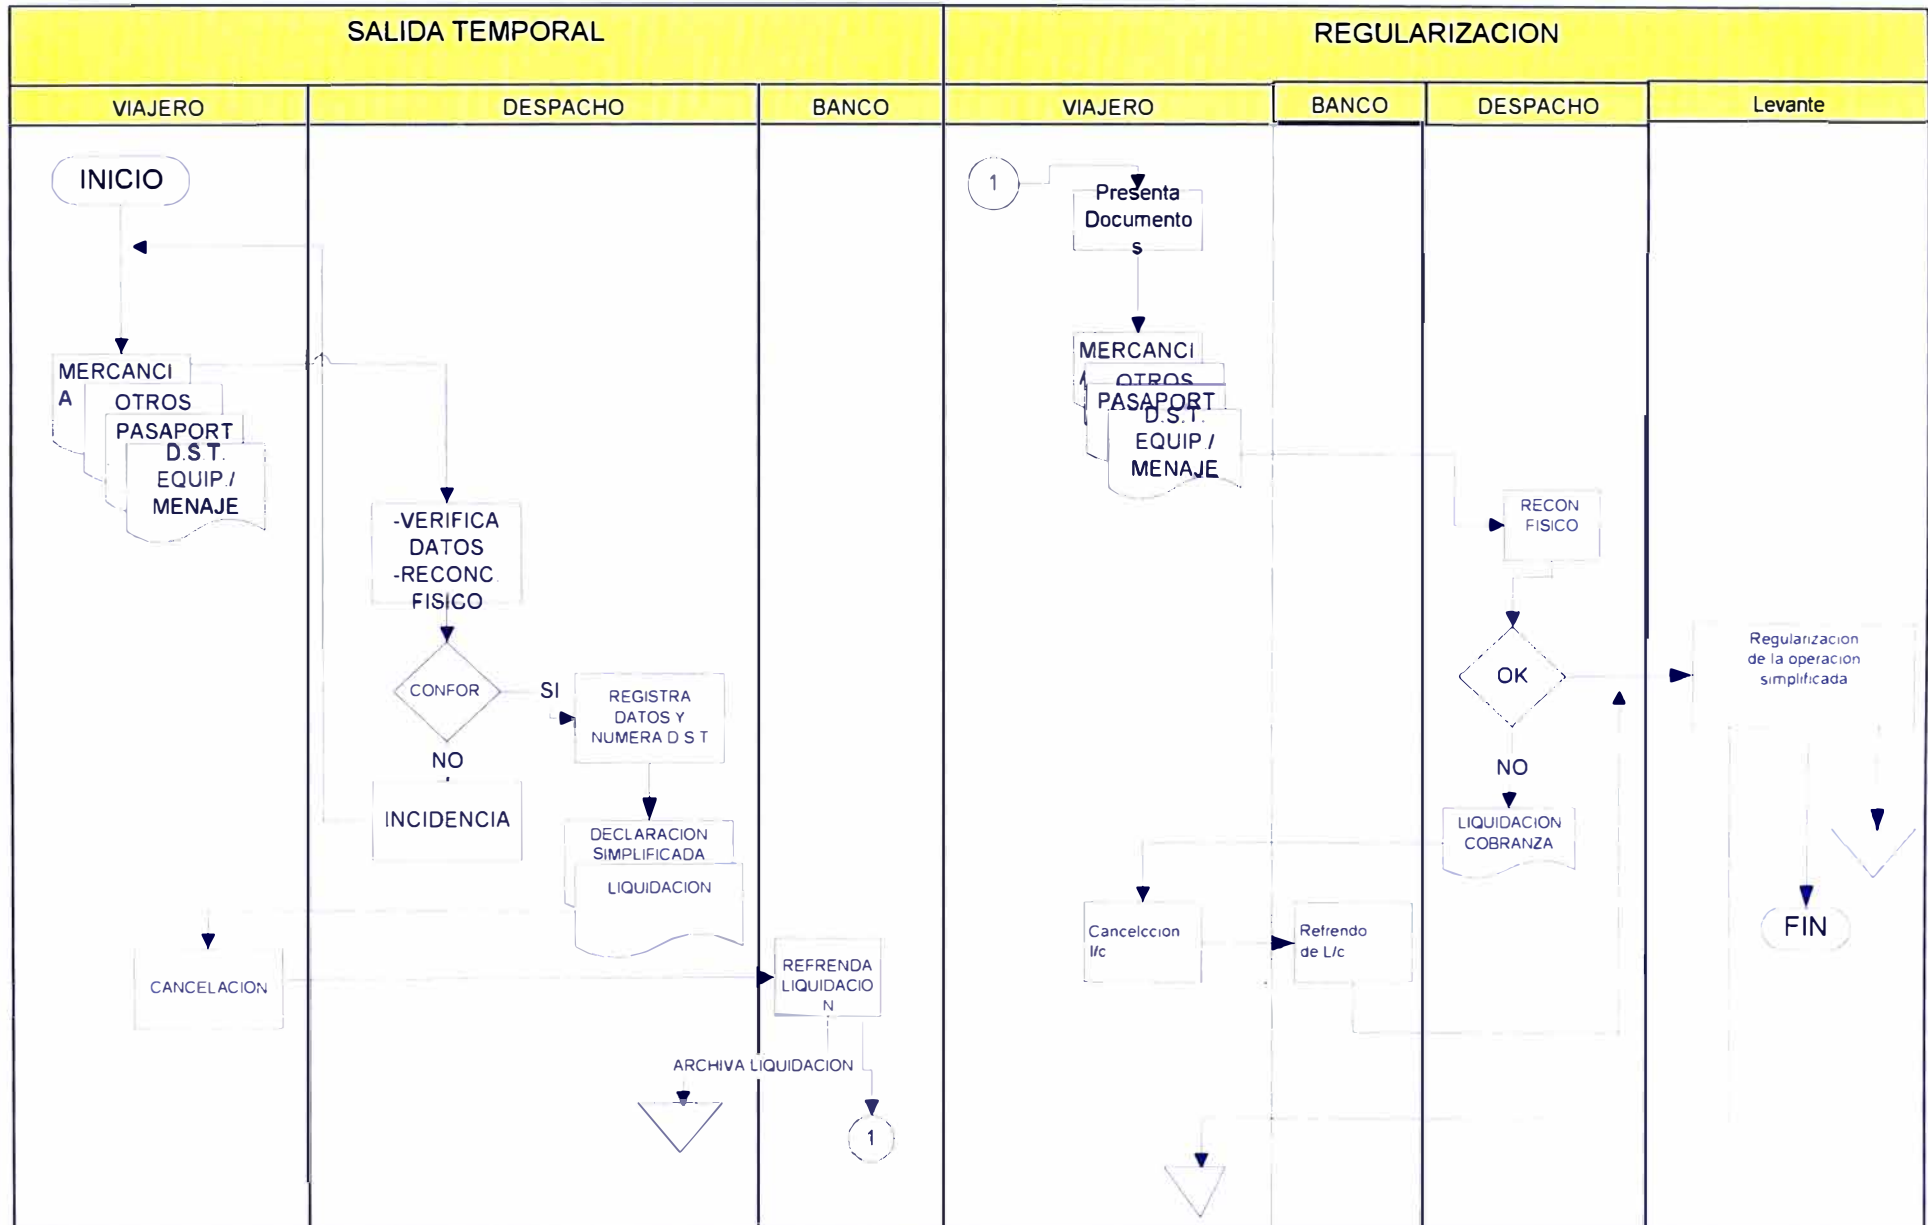 SALIDA TEMPORAL
REGULARIZACION
VIAJERO
DESPACHO
BANCO
VIAJERO
BANCO
DESPACHO
Levante
INICIO
MERCANCI
A
OTROS
PASAPORT
D.S.T.
EQUIP./
MENAJE
-VERIFICA
DATOS
-RECONC.
FISICO
CONFOR
SI
NO
INCIDENCIA
REGISTRA
DATOS Y
NUMERA D S T
DECLARACION
SIMPLIFICADA
LIQUIDACION
CANCELACION
REFRENDA
LIQUIDACIO
N
ARCHIVA LIQUIDACION
1
1
Presenta
Documento
s
MERCANCI
OTROS
PASAPORT
D.S.T.
EQUIP./
MENAJE
RECON
FISICO
OK
NO
LIQUIDACION
COBRANZA
Cancelccion
l/c
Refrendo
de L/c
Regularizacion
de la operacion
simplificada
FIN